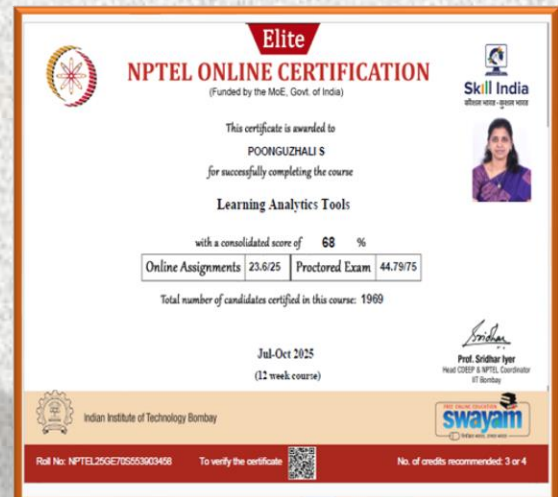 Elite
NPTEL ONLINE CERTIFICATION
(Funded by the MoE, Govt. of India)
Skill India
कौशल भारत-कुशल भारत
This certificate is awarded to
POONGUZHALI S
for successfully completing the course
Learning Analytics Tools
with a consolidated score of 68 %
Online Assignments 23.6/25 Proctored Exam 44.79/75
Total number of candidates certified in this course: 1969
Jul-Oct 2025
(12 week course)
Prof. Sridhar Iyer
Head CDEEP & NPTEL Coordinator
IIT Bombay
Indian Institute of Technology Bombay
FREE ONLINE EDUCATION
swayam
Roll No: NPTEL25GE70S553903458 To verify the certificate No. of credits recommended: 3 or 4